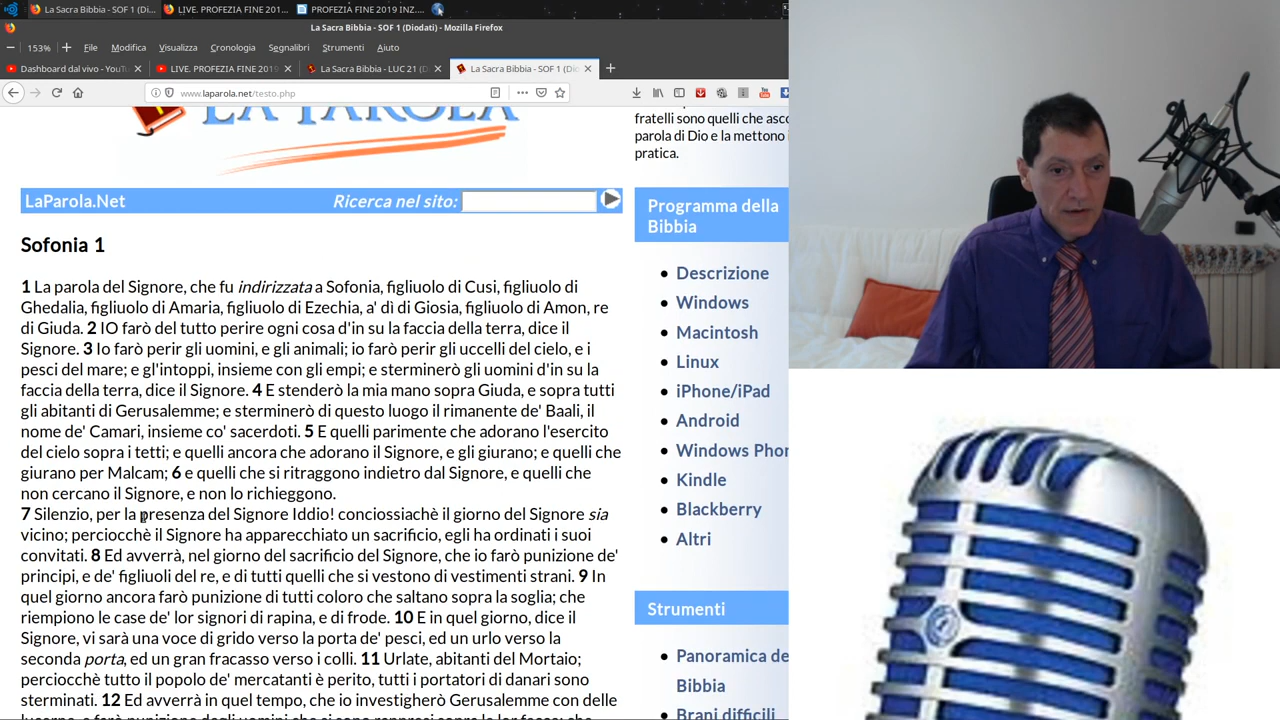 La Sacra Bibbia - SOF 1 (Di...
LIVE. PROFEZIA FINE 201...
PROFEZIA FINE 2019 INZ...
La Sacra Bibbia - SOF 1 (Diodati) - Mozilla Firefox
153%
File Modifica Visualizza Cronologia Segnalibri Strumenti Aiuto
Dashboard dal vivo - YouTu
LIVE. PROFEZIA FINE 2019
La Sacra Bibbia - LUC 21 (D
La Sacra Bibbia - SOF 1 (Dio
www.laparola.net/testo.php
LA PAROLA
fratelli sono quelli che asco
parola di Dio e la mettono i
pratica.
LaParola.Net
Ricerca nel sito:
Sofonia 1
1 La parola del Signore, che fu indirizzata a Sofonia, figliuolo di Cusi, figliuolo di
Ghedalia, figliuolo di Amaria, figliuolo di Ezechia, a' dì di Giosia, figliuolo di Amon, re
di Giuda. 2 IO farò del tutto perire ogni cosa d'in su la faccia della terra, dice il
Signore. 3 Io farò perir gli uomini, e gli animali; io farò perir gli uccelli del cielo, e i
pesci del mare; e gl'intoppi, insieme con gli empi; e sterminerò gli uomini d'in su la
faccia della terra, dice il Signore. 4 E stenderò la mia mano sopra Giuda, e sopra tutti
gli abitanti di Gerusalemme; e sterminerò di questo luogo il rimanente de' Baali, il
nome de' Camari, insieme co' sacerdoti. 5 E quelli parimente che adorano l'esercito
del cielo sopra i tetti; e quelli ancora che adorano il Signore, e gli giurano; e quelli che
giurano per Malcam; 6 e quelli che si ritraggono indietro dal Signore, e quelli che
non cercano il Signore, e non lo richieggono.
7 Silenzio, per la presenza del Signore Iddio! conciossiachè il giorno del Signore sia
vicino; perciocchè il Signore ha apparecchiato un sacrificio, egli ha ordinati i suoi
convitati. 8 Ed avverrà, nel giorno del sacrificio del Signore, che io farò punizione de'
principi, e de' figliuoli del re, e di tutti quelli che si vestono di vestimenti strani. 9 In
quel giorno ancora farò punizione di tutti coloro che saltano sopra la soglia; che
riempiono le case de' lor signori di rapina, e di frode. 10 E in quel giorno, dice il
Signore, vi sarà una voce di grido verso la porta de' pesci, ed un urlo verso la
seconda porta, ed un gran fracasso verso i colli. 11 Urlate, abitanti del Mortaio;
perciocchè tutto il popolo de' mercatanti è perito, tutti i portatori di danari sono
sterminati. 12 Ed avverrà in quel tempo, che io investigherò Gerusalemme con delle
Programma della
Bibbia
Descrizione
Windows
Macintosh
Linux
iPhone/iPad
Android
Windows Phor
Kindle
Blackberry
Altri
Strumenti
Panoramica de
Bibbia
Brani difficili